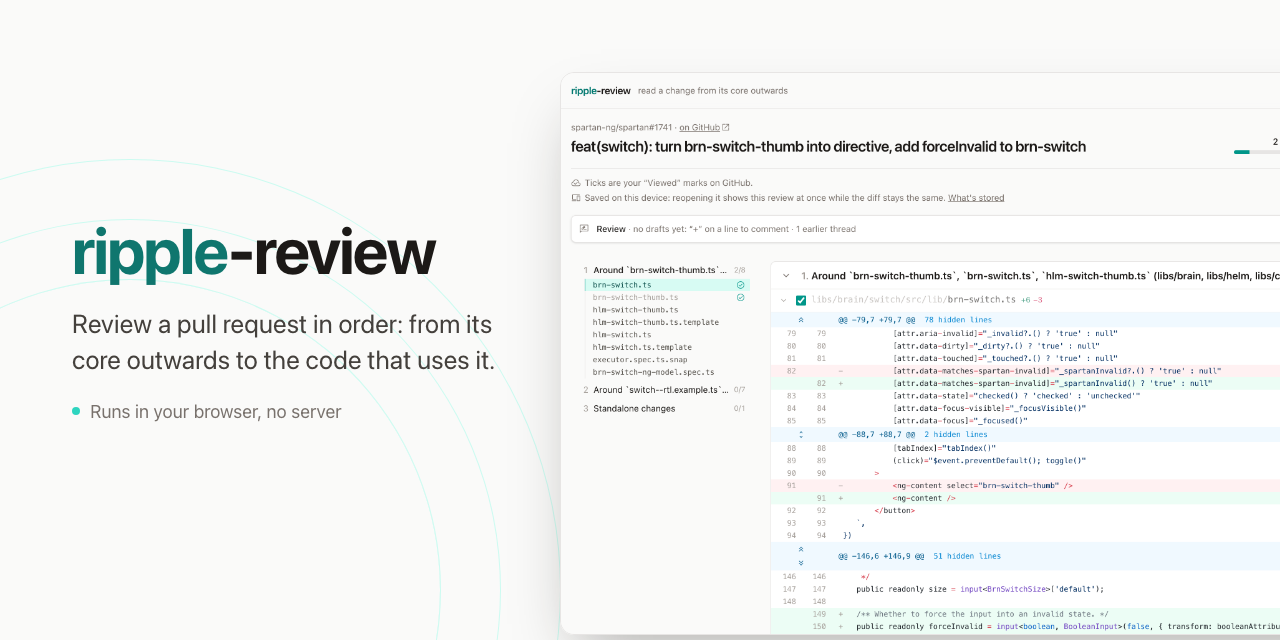 ripple-review
Review a pull request in order: from its
core outwards to the code that uses it.
Runs in your browser, no server
ripple-review read a change from its core outwards
spartan-ng/spartan#1741 · on GitHub
feat(switch): turn brn-switch-thumb into directive, add forceInvalid to brn-switch
2
Ticks are your "Viewed" marks on GitHub.
Saved on this device: reopening it shows this review at once while the diff stays the same. What's stored
Review · no drafts yet: "+" on a line to comment · 1 earlier thread
1 Around `brn-switch-thumb.ts`... 2/8
brn-switch.ts
brn-switch-thumb.ts
hlm-switch-thumb.ts
hlm-switch-thumb.ts.template
hlm-switch.ts
hlm-switch.ts.template
executor.spec.ts.snap
brn-switch-ng-model.spec.ts
2 Around `switch--rtl.example.ts`... 0/7
3 Standalone changes 0/1
1. Around `brn-switch-thumb.ts`, `brn-switch.ts`, `hlm-switch-thumb.ts` (libs/brain, libs/helm, libs/c
libs/brain/switch/src/lib/brn-switch.ts +6 −3
@@ −79,7 +79,7 @@ 78 hidden lines
79 79 [attr.aria-invalid]="_invalid?.() ? 'true' : null"
80 80 [attr.data-dirty]="_dirty?.() ? 'true' : null"
81 81 [attr.data-touched]="_touched?.() ? 'true' : null"
82 − [attr.data-matches-spartan-invalid]="_spartanInvalid?.() ? 'true' : null"
82 + [attr.data-matches-spartan-invalid]="_spartanInvalid() ? 'true' : null"
83 83 [attr.data-state]="checked() ? 'checked' : 'unchecked'"
84 84 [attr.data-focus-visible]="_focusVisible()"
85 85 [attr.data-focus]="_focused()"
@@ −88,7 +88,7 @@ 2 hidden lines
88 88 [tabIndex]="tabIndex()"
89 89 (click)="$event.preventDefault(); toggle()"
90 90 >
91 − <ng-content select="brn-switch-thumb" />
91 + <ng-content />
92 92 </button>
93 93 `,
94 94 })
@@ −146,6 +146,9 @@ 51 hidden lines
146 146 */
147 147 public readonly size = input<BrnSwitchSize>('default');
148 148
149 + /** Whether to force the input into an invalid state. */
150 + public readonly forceInvalid = input<boolean, BooleanInput>(false, { transform: booleanAttribu